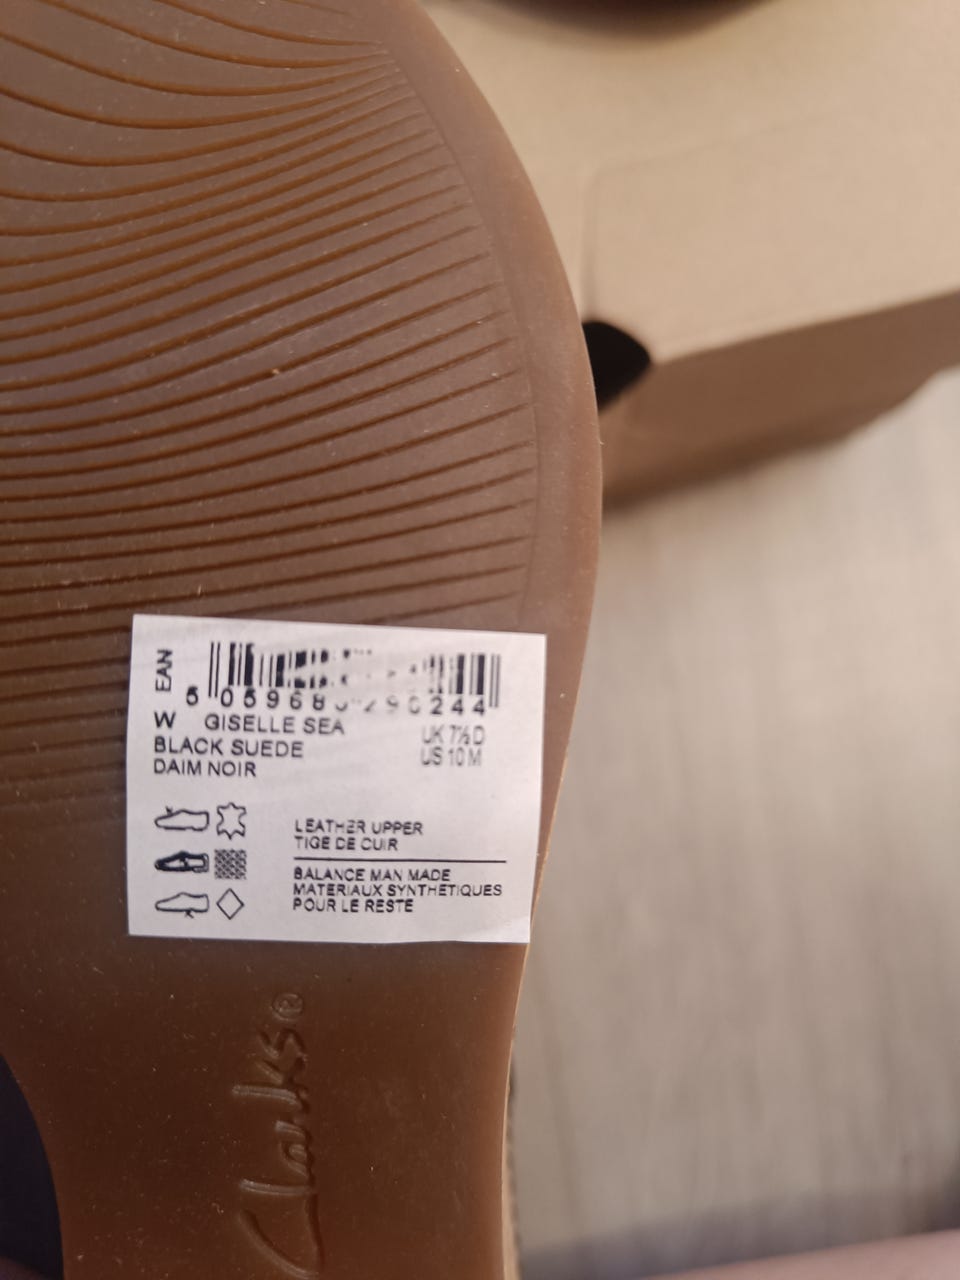 EAN
W GISELLE SEA
BLACK SUEDE
DAIM NOIR
UK 7½ D
US 10 M
LEATHER UPPER
TIGE DE CUIR
BALANCE MAN MADE
MATERIAUX SYNTHETIQUES
POUR LE RESTE
Clarks®